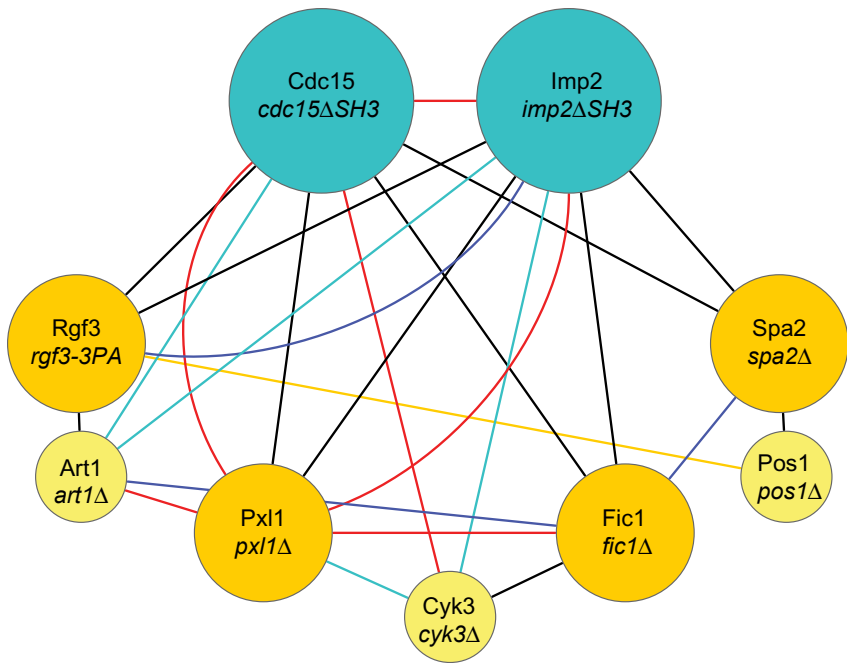 Cdc15
cdc15ΔSH3
Imp2
imp2ΔSH3
Rgf3
rgf3-3PA
Spa2
spa2Δ
Art1
art1Δ
Pos1
pos1Δ
Pxl1
pxl1Δ
Fic1
fic1Δ
Cyk3
cyk3Δ